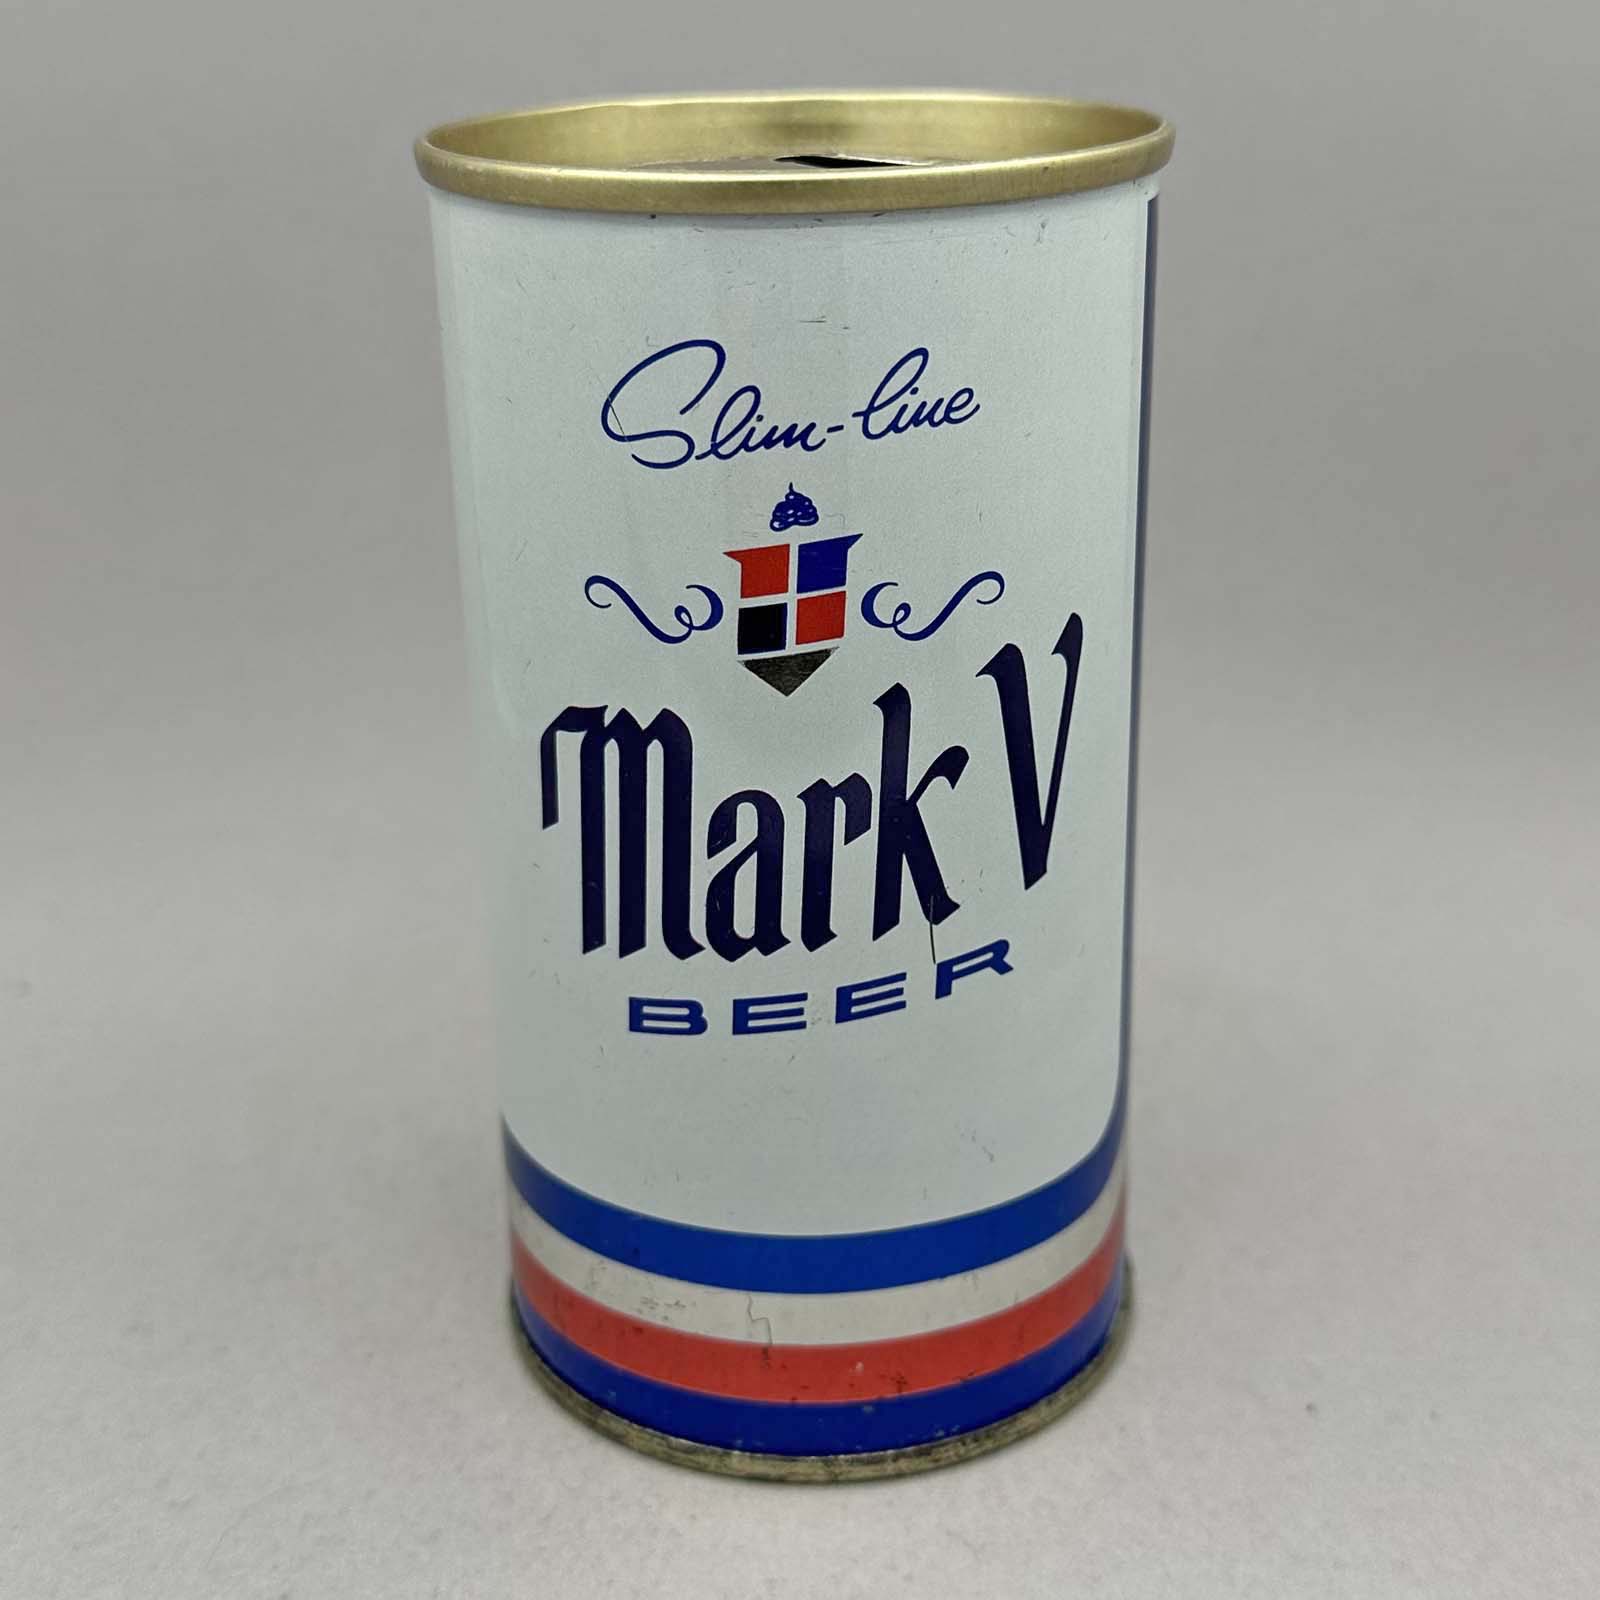 Slim-line
Mark V
BEER